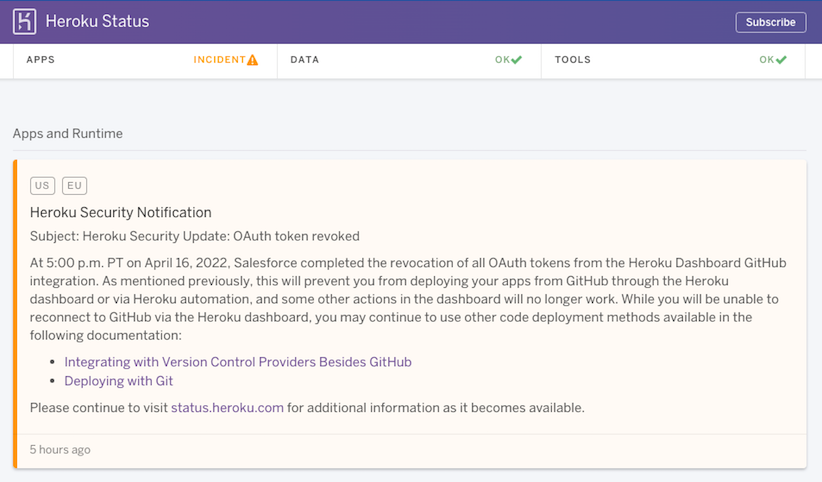 Heroku Status
Subscribe
APPS
INCIDENT
DATA
OK
TOOLS
OK
Apps and Runtime
US
EU
Heroku Security Notification
Subject: Heroku Security Update: OAuth token revoked
At 5:00 p.m. PT on April 16, 2022, Salesforce completed the revocation of all OAuth tokens from the Heroku Dashboard GitHub
integration. As mentioned previously, this will prevent you from deploying your apps from GitHub through the Heroku
dashboard or via Heroku automation, and some other actions in the dashboard will no longer work. While you will be unable to
reconnect to GitHub via the Heroku dashboard, you may continue to use other code deployment methods available in the
following documentation:
• Integrating with Version Control Providers Besides GitHub
• Deploying with Git
Please continue to visit status.heroku.com for additional information as it becomes available.
5 hours ago